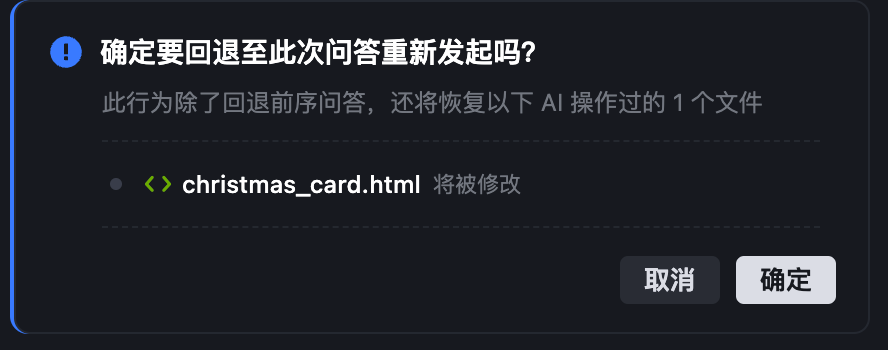 确定要回退至此次问答重新发起吗？
此行为除了回退前序问答，还将恢复以下 AI 操作过的 1 个文件
christmas_card.html 将被修改
取消 确定